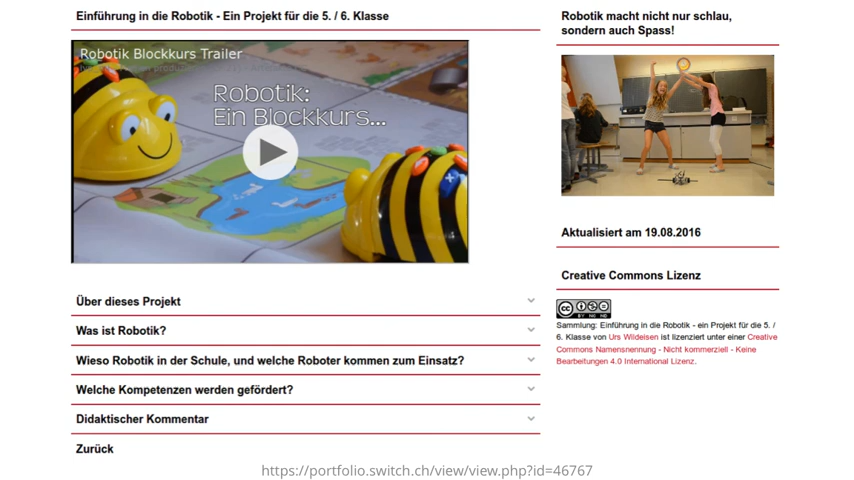 Einführung in die Robotik - Ein Projekt für die 5. / 6. Klasse
Robotik Blockkurs Trailer
Robotik:
Ein Blockkurs...
Über dieses Projekt
Was ist Robotik?
Wieso Robotik in der Schule, und welche Roboter kommen zum Einsatz?
Welche Kompetenzen werden gefördert?
Didaktischer Kommentar
Zurück
Robotik macht nicht nur schlau,
sondern auch Spass!
Aktualisiert am 19.08.2016
Creative Commons Lizenz
cc
BY NC ND
Sammlung: Einführung in die Robotik - ein Projekt für die 5. /
6. Klasse von Urs Wildeisen ist lizenziert unter einer Creative
Commons Namensnennung - Nicht kommerziell - Keine
Bearbeitungen 4.0 International Lizenz.
https://portfolio.switch.ch/view/view.php?id=46767